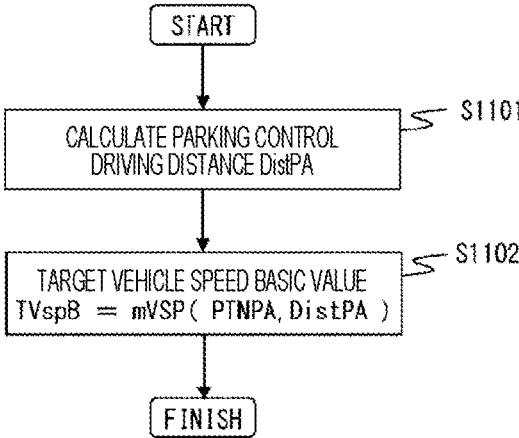 START
CALCULATE PARKING CONTROL
DRIVING DISTANCE DistPA
S1101
TARGET VEHICLE SPEED BASIC VALUE
TVspB = mVSP( PTNPA, DistPA )
S1102
FINISH